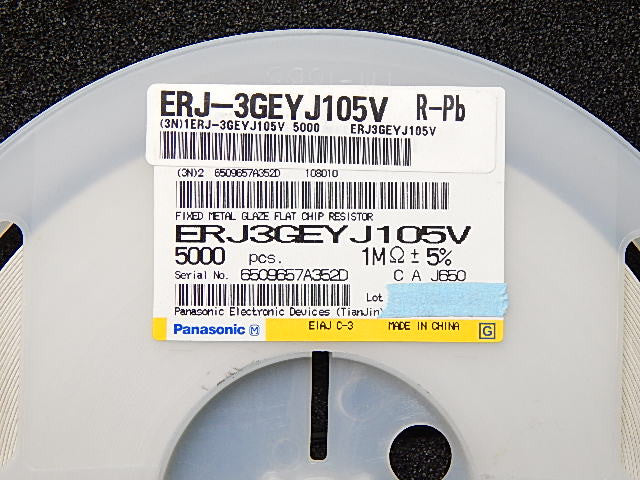 ERJ-3GEYJ105V R-Pb
(3N)1ERJ-3GEYJ105V 5000 ERJ3GEYJ105V
(3N)2 6509657A352D 108010
FIXED METAL GLAZE FLAT CHIP RESISTOR
ERJ3GEYJ105V
5000 pcs. 1MΩ ± 5%
Serial No. 6509657A352D C A J650
Lot
Panasonic Electronic Devices (TianJin)
Panasonic M EIAJ C-3 MADE IN CHINA G